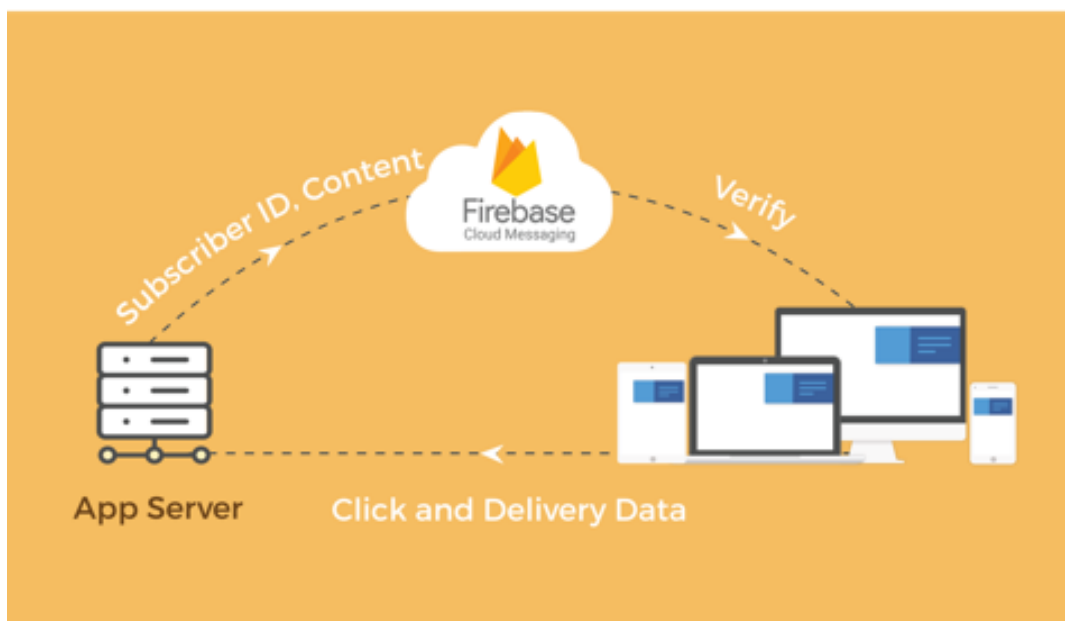 Subscriber ID, Content
Firebase
Cloud Messaging
Verify
App Server
Click and Delivery Data